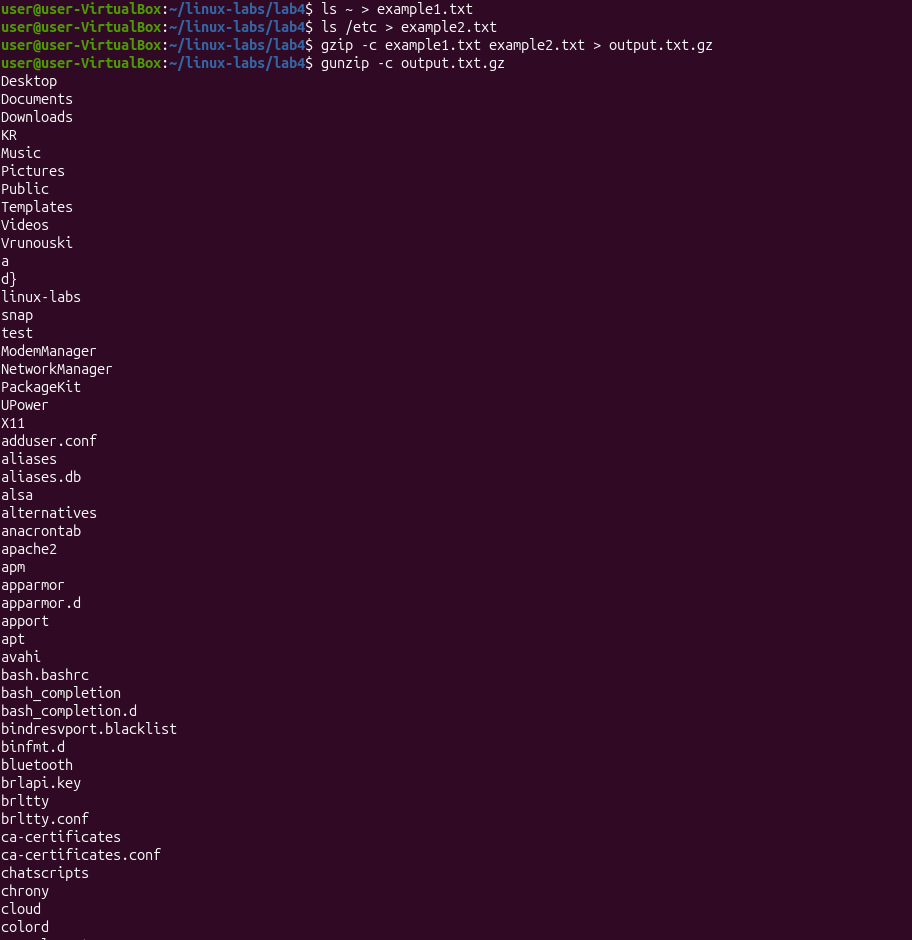 user@user-VirtualBox:~/linux-labs/lab4$ ls ~ > example1.txt
user@user-VirtualBox:~/linux-labs/lab4$ ls /etc > example2.txt
user@user-VirtualBox:~/linux-labs/lab4$ gzip -c example1.txt example2.txt > output.txt.gz
user@user-VirtualBox:~/linux-labs/lab4$ gunzip -c output.txt.gz
Desktop
Documents
Downloads
KR
Music
Pictures
Public
Templates
Videos
Vrunouski
a
d}
linux-labs
snap
test
ModemManager
NetworkManager
PackageKit
UPower
X11
adduser.conf
aliases
aliases.db
alsa
alternatives
anacrontab
apache2
apm
apparmor
apparmor.d
apport
apt
avahi
bash.bashrc
bash_completion
bash_completion.d
bindresvport.blacklist
binfmt.d
bluetooth
brlapi.key
brltty
brltty.conf
ca-certificates
ca-certificates.conf
chatscripts
chrony
cloud
colord